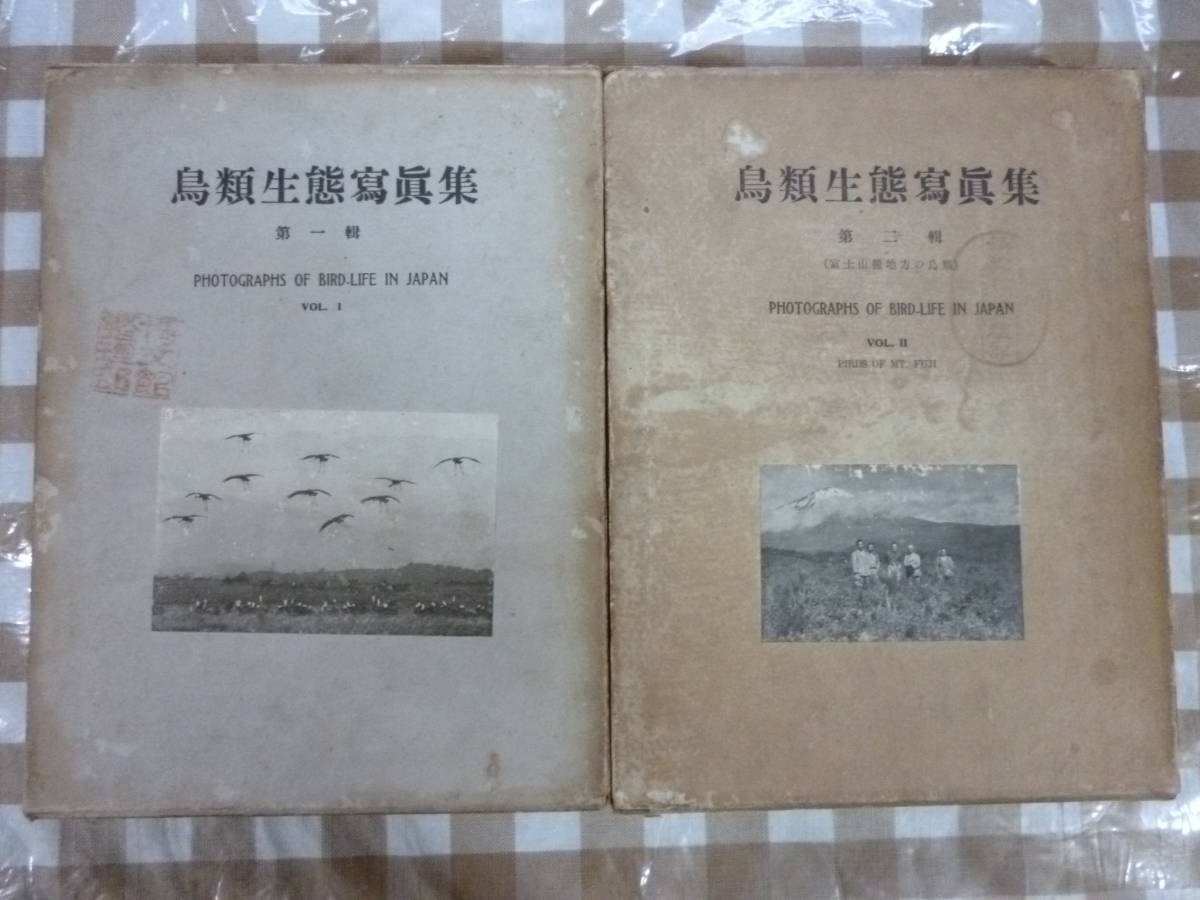 鳥類生態寫眞集
第一輯
PHOTOGRAPHS OF BIRD-LIFE IN JAPAN
VOL. I
鳥類生態寫眞集
第二輯
(富士山麓地方の鳥類)
PHOTOGRAPHS OF BIRD-LIFE IN JAPAN
VOL. II
BIRDS OF MT. FUJI